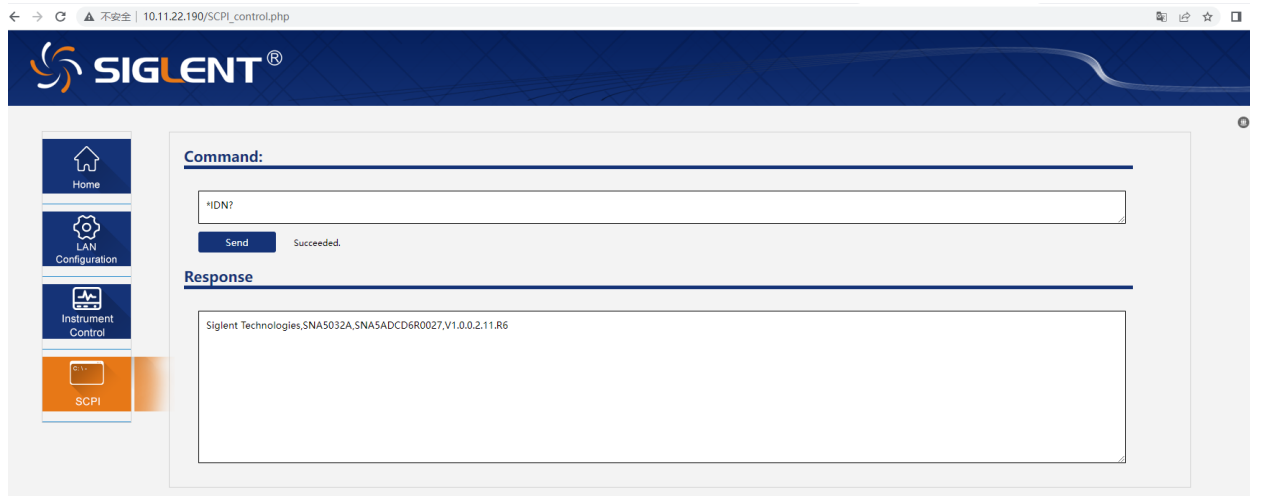 不安全 10.11.22.190/SCPI_control.php
SIGLENT®
Home
LAN
Configuration
Instrument
Control
C:\-
SCPI
Command:
*IDN?
Send Succeeded.
Response
Siglent Technologies,SNA5032A,SNA5ADCD6R0027,V1.0.0.2.11.R6